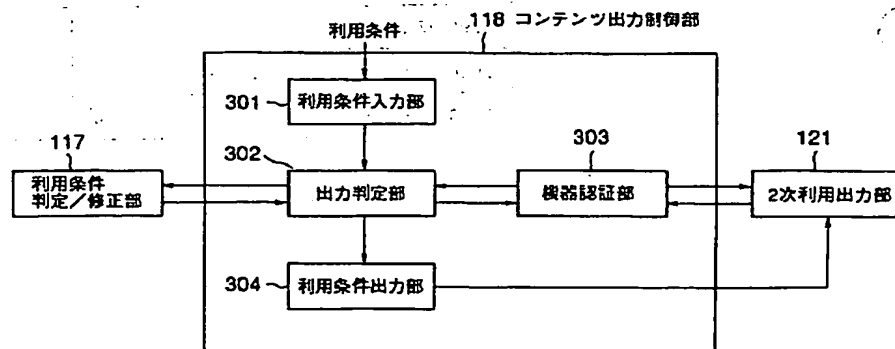 118 コンテンツ出力制御部
利用条件
301
利用条件入力部
117
302
303
121
利用条件
判定／修正部
出力判定部
機器認証部
2次利用出力部
304
利用条件出力部